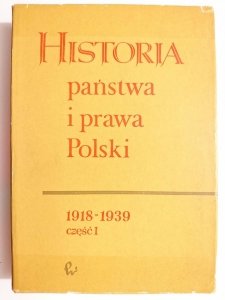 HISTORIA
państwa
i prawa
Polski
1918-1939
część I